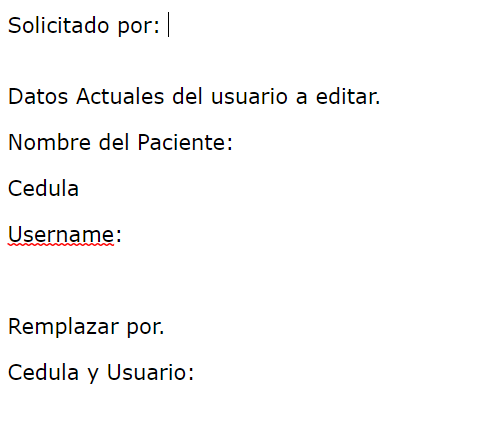 Solicitado por:
Datos Actuales del usuario a editar.
Nombre del Paciente:
Cedula
Username:
Remplazar por.
Cedula y Usuario: